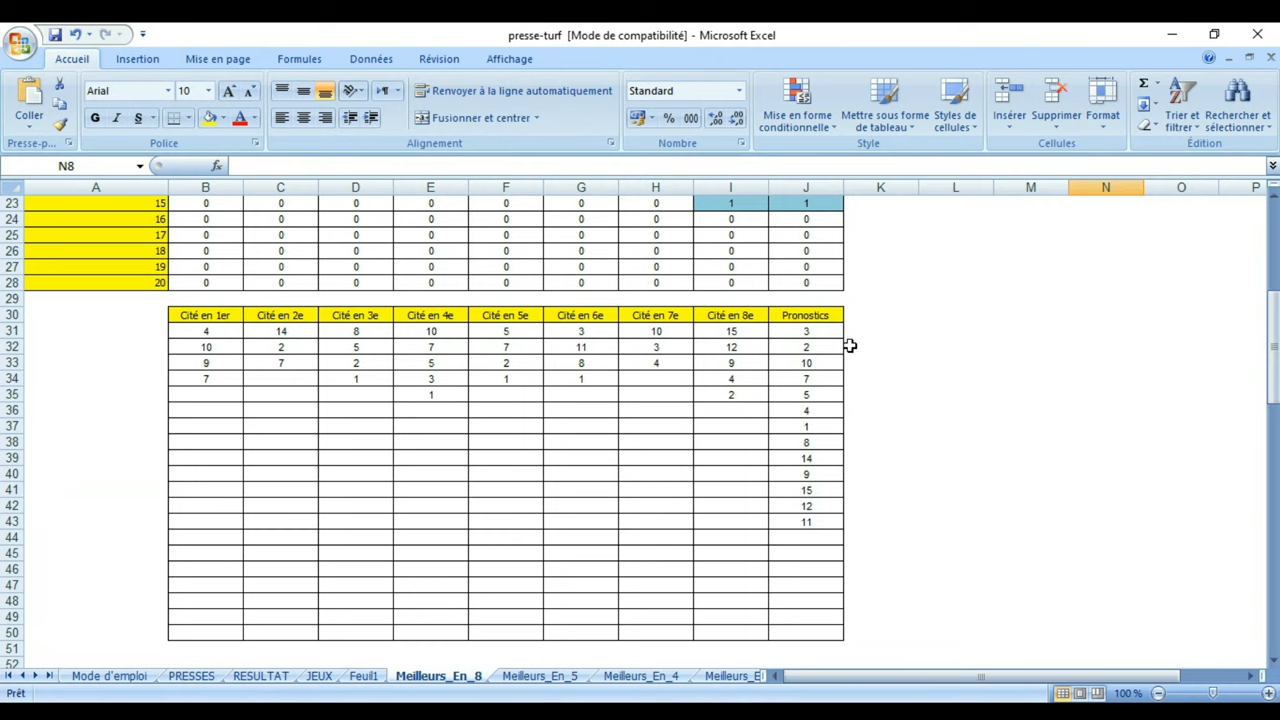 presse-turf [Mode de compatibilité] - Microsoft Excel
Accueil Insertion Mise en page Formules Données Révision Affichage
Coller Arial 10 Renvoyer à la ligne automatiquement Standard Mise en forme conditionnelle Mettre sous forme de tableau Styles de cellules Insérer Supprimer Format Trier et filtrer Rechercher et sélectionner
G I S A Fusionner et centrer % 000
Presse-p... Police Alignement Nombre Style Cellules Édition
N8 fx
A B C D E F G H I J K L M N O P
23 15 0 0 0 0 0 0 0 1 1
24 16 0 0 0 0 0 0 0 0 0
25 17 0 0 0 0 0 0 0 0 0
26 18 0 0 0 0 0 0 0 0 0
27 19 0 0 0 0 0 0 0 0 0
28 20 0 0 0 0 0 0 0 0 0
29
30 Cité en 1er Cité en 2e Cité en 3e Cité en 4e Cité en 5e Cité en 6e Cité en 7e Cité en 8e Pronostics
31 4 14 8 10 5 3 10 15 3
32 10 2 5 7 7 11 3 12 2
33 9 7 2 5 2 8 4 9 10
34 7 1 3 1 1 4 7
35 1 2 5
36 4
37 1
38 8
39 14
40 9
41 15
42 12
43 11
44
45
46
47
48
49
50
51
52
Mode d'emploi PRESSES RESULTAT JEUX Feuil1 Meilleurs_En_8 Meilleurs_En_5 Meilleurs_En_4 Meilleurs_E
Prêt 100 %